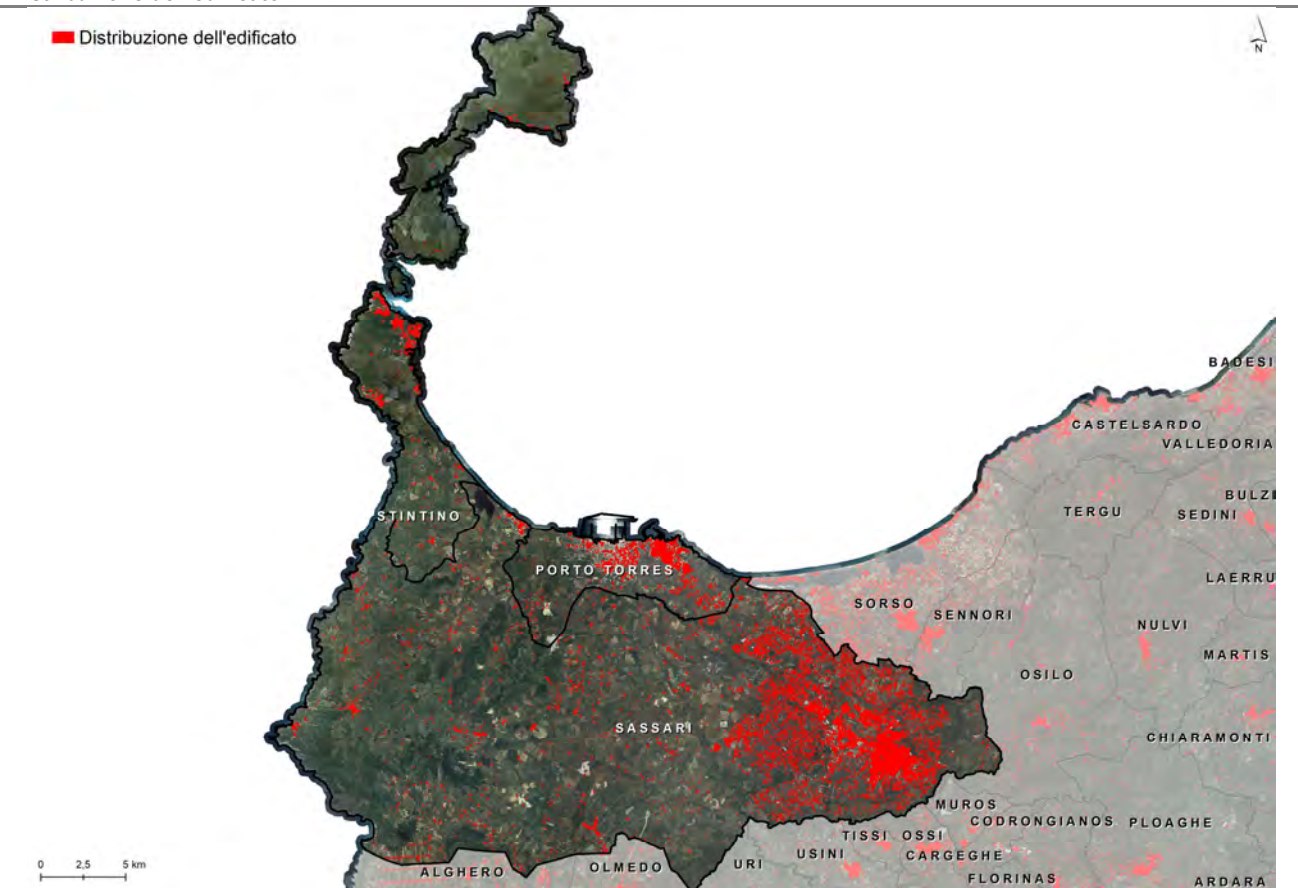 Distribuzione dell'edificato
N
BADESI
CASTELSARDO
VALLEDORIA
BULZI
TERGU
SEDINI
STINTINO
PORTO TORRES
LAERRU
SORSO
SENNORI
NULVI
MARTIS
OSILO
SASSARI
CHIARAMONTI
MUROS
CODRONGIANOS
PLOAGHE
TISSI
OSSI
USINI
CARGEGHE
URI
OLMEDO
ALGHERO
FLORINAS
ARDARA
0 2,5 5 km